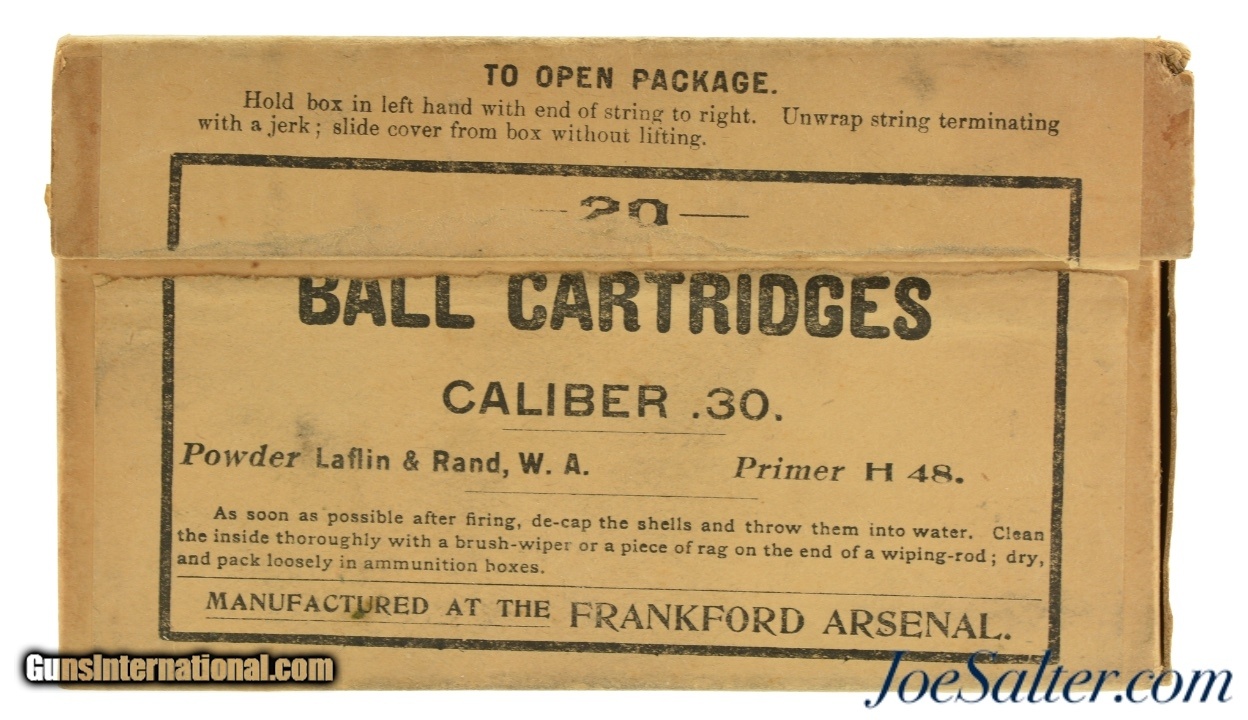 TO OPEN PACKAGE.
Hold box in left hand with end of string to right. Unwrap string terminating
with a jerk; slide cover from box without lifting.
— 20 —
BALL CARTRIDGES
CALIBER .30.
Powder Laflin & Rand, W. A. Primer H 48.
As soon as possible after firing, de-cap the shells and throw them into water. Clean
the inside thoroughly with a brush-wiper or a piece of rag on the end of a wiping-rod; dry,
and pack loosely in ammunition boxes.
MANUFACTURED AT THE FRANKFORD ARSENAL.
GunsInternational.com
JoeSalter.com